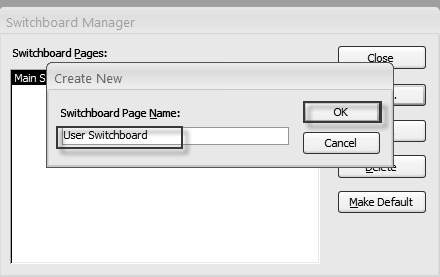 Switchboard Manager
Switchboard Pages:
Close
Main S
Create New
Switchboard Page Name:
User Switchboard
OK
Cancel
Delete
Make Default